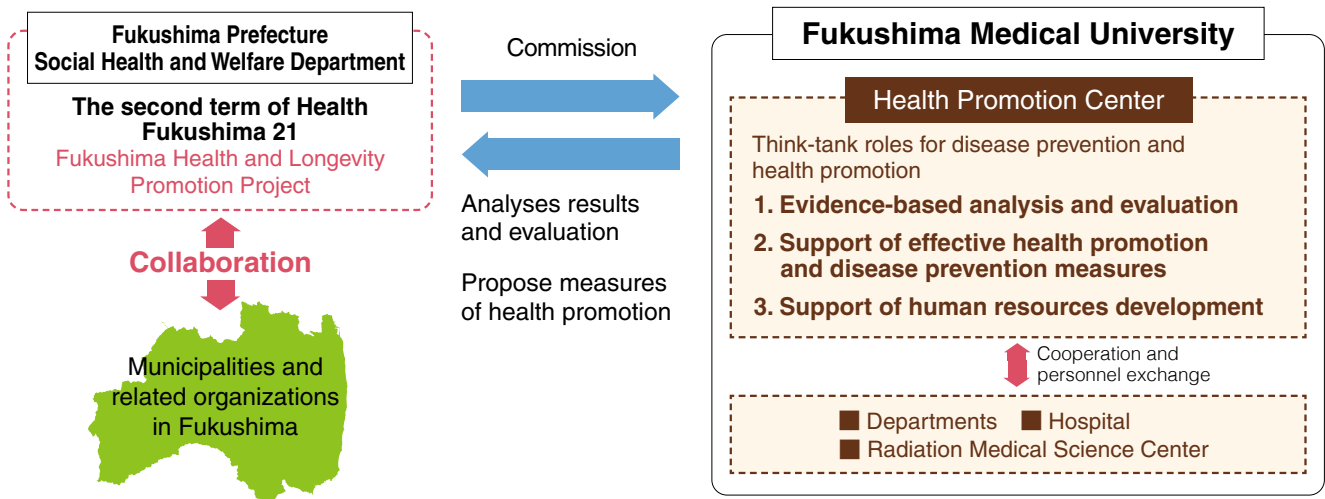 Fukushima Prefecture
Social Health and Welfare Department
The second term of Health
Fukushima 21
Fukushima Health and Longevity
Promotion Project
Collaboration
Municipalities and
related organizations
in Fukushima
Commission
Analyses results
and evaluation
Propose measures
of health promotion
Fukushima Medical University
Health Promotion Center
Think-tank roles for disease prevention and
health promotion
1. Evidence-based analysis and evaluation
2. Support of effective health promotion
and disease prevention measures
3. Support of human resources development
Cooperation and
personnel exchange
■ Departments ■ Hospital
■ Radiation Medical Science Center